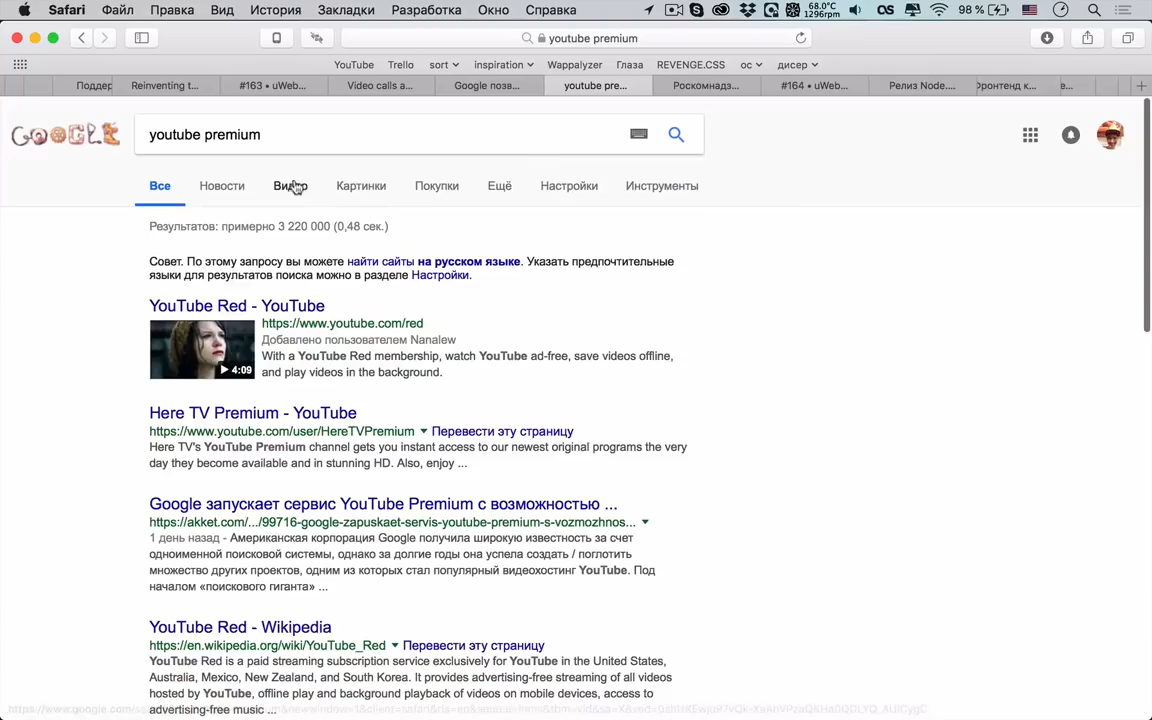 Safari Файл Правка Вид История Закладки Разработка Окно Справка 68.0°C 1296rpm OS 98 %
youtube premium
YouTube Trello sort inspiration Wappalyzer Глаза REVENGE.CSS ос дисер
Поддер Reinventing t... #163 • uWeb... Video calls a... Google позв... youtube pre... Роскомнадз... #164 • uWeb... Релиз Node.... Фронтенд к... е...
GOOGLE youtube premium
Все Новости Видео Картинки Покупки Ещё Настройки Инструменты
Результатов: примерно 3 220 000 (0,48 сек.)
Совет. По этому запросу вы можете найти сайты на русском языке. Указать предпочтительные
языки для результатов поиска можно в разделе Настройки.
YouTube Red - YouTube
https://www.youtube.com/red
Добавлено пользователем Nanalew
With a YouTube Red membership, watch YouTube ad-free, save videos offline,
and play videos in the background.
4:09
Here TV Premium - YouTube
https://www.youtube.com/user/HereTVPremium Перевести эту страницу
Here TV's YouTube Premium channel gets you instant access to our newest original programs the very
day they become available and in stunning HD. Also, enjoy ...
Google запускает сервис YouTube Premium с возможностью ...
https://akket.com/.../99716-google-zapuskaet-servis-youtube-premium-s-vozmozhnos...
1 день назад - Американская корпорация Google получила широкую известность за счет
одноименной поисковой системы, однако за долгие годы она успела создать / поглотить
множество других проектов, одним из которых стал популярный видеохостинг YouTube. Под
началом «поискового гиганта» ...
YouTube Red - Wikipedia
https://en.wikipedia.org/wiki/YouTube_Red Перевести эту страницу
YouTube Red is a paid streaming subscription service exclusively for YouTube in the United States,
Australia, Mexico, New Zealand, and South Korea. It provides advertising-free streaming of all videos
hosted by YouTube, offline play and background playback of videos on mobile devices, access to
advertising-free music ...